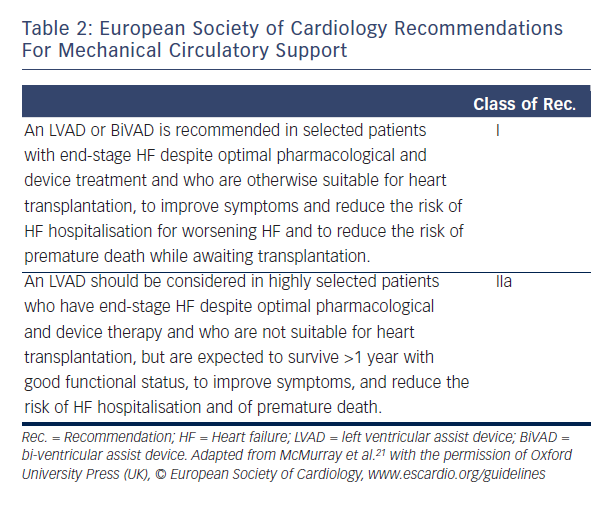 Table 2: European Society of Cardiology Recommendations
For Mechanical Circulatory Support
Class of Rec.
An LVAD or BiVAD is recommended in selected patients I
with end-stage HF despite optimal pharmacological and
device treatment and who are otherwise suitable for heart
transplantation, to improve symptoms and reduce the risk of
HF hospitalisation for worsening HF and to reduce the risk of
premature death while awaiting transplantation.
An LVAD should be considered in highly selected patients IIa
who have end-stage HF despite optimal pharmacological
and device therapy and who are not suitable for heart
transplantation, but are expected to survive >1 year with
good functional status, to improve symptoms, and reduce the
risk of HF hospitalisation and of premature death.
Rec. = Recommendation; HF = Heart failure; LVAD = left ventricular assist device; BiVAD =
bi-ventricular assist device. Adapted from McMurray et al.²¹ with the permission of Oxford
University Press (UK), © European Society of Cardiology, www.escardio.org/guidelines